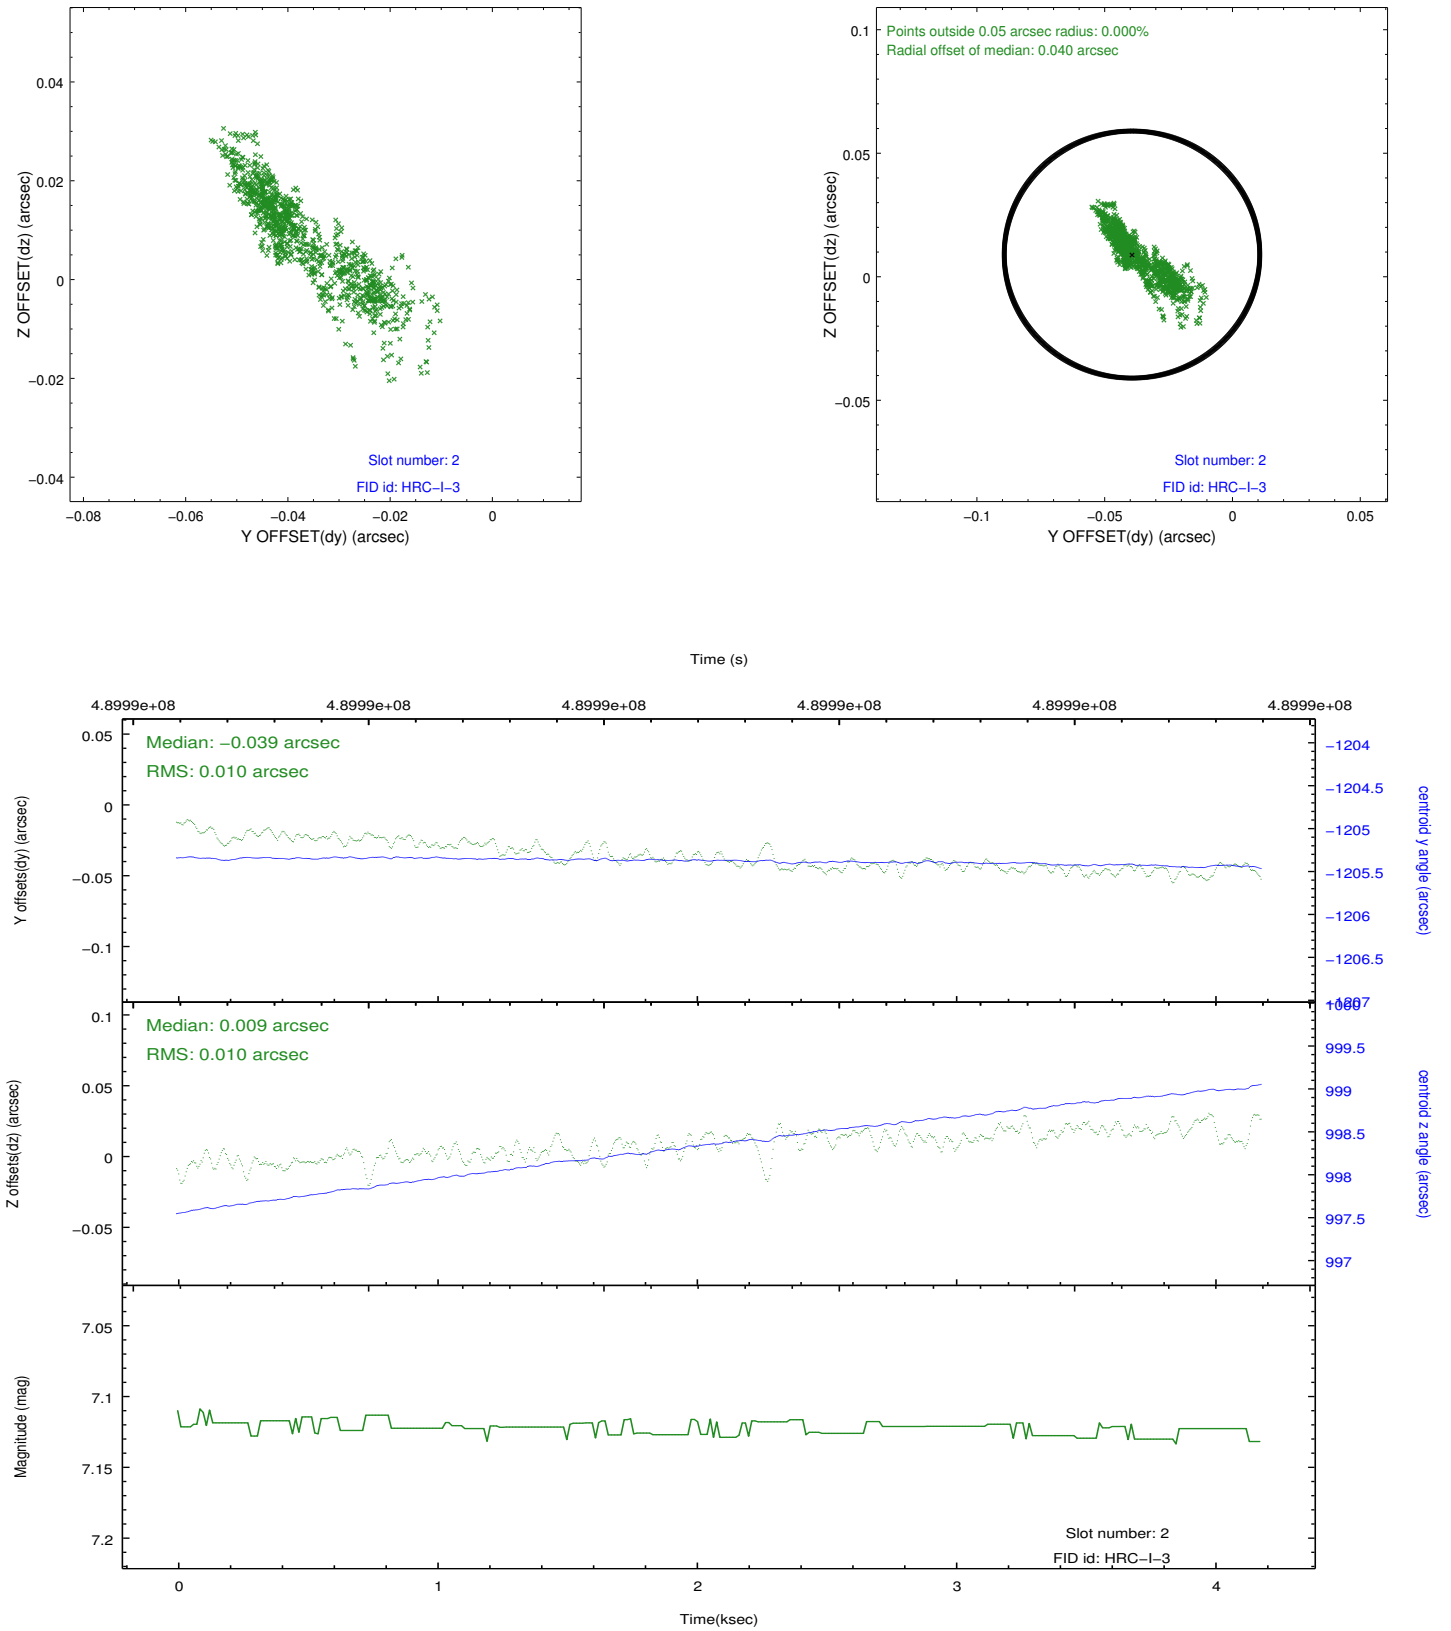 0.04
0.02
0
−0.02
−0.04
Z OFFSET(dz) (arcsec)
Slot number: 2
FID id: HRC−I−3
−0.08
−0.06
−0.04
−0.02
0
Y OFFSET(dy) (arcsec)
Points outside 0.05 arcsec radius: 0.000%
Radial offset of median: 0.040 arcsec
0.1
0.05
0
−0.05
Z OFFSET(dz) (arcsec)
Slot number: 2
FID id: HRC−I−3
−0.1
−0.05
0
0.05
Y OFFSET(dy) (arcsec)
Time (s)
4.8999e+08
4.8999e+08
4.8999e+08
4.8999e+08
4.8999e+08
4.8999e+08
Median: −0.039 arcsec
RMS: 0.010 arcsec
0.05
0
−0.05
−0.1
Y offsets(dy) (arcsec)
−1204
−1204.5
−1205
−1205.5
−1206
−1206.5
−1207
centroid y angle (arcsec)
Median: 0.009 arcsec
RMS: 0.010 arcsec
0.1
0.05
0
−0.05
Z offsets(dz) (arcsec)
1000
999.5
999
998.5
998
997.5
997
centroid z angle (arcsec)
7.05
7.1
7.15
7.2
Magnitude (mag)
Slot number: 2
FID id: HRC−I−3
0
1
2
3
4
Time(ksec)